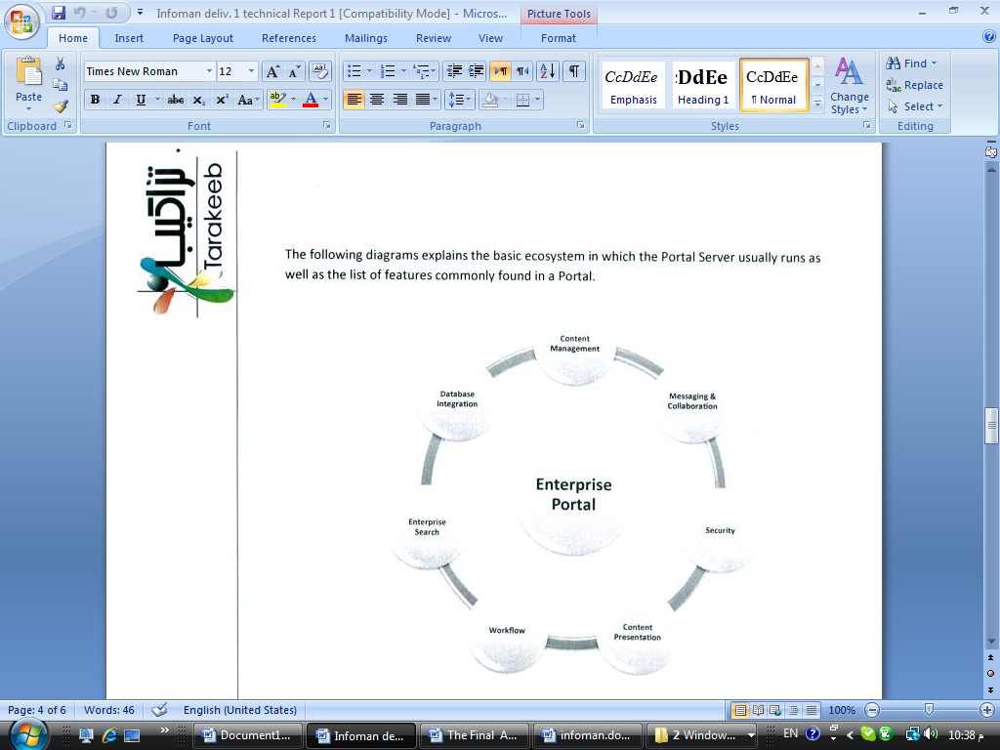 Infoman deliv. 1 technical Report 1 [Compatibility Mode] - Micros...
Picture Tools
Home
Insert
Page Layout
References
Mailings
Review
View
Format
Paste
Clipboard
Times New Roman
12
Font
Paragraph
CcDdEe
Emphasis
:DdEe
Heading 1
CcDdEe
¶ Normal
Change
Styles
Styles
Find
Replace
Select
Editing
تراكيب
Tarakeeb
The following diagrams explains the basic ecosystem in which the Portal Server usually runs as
well as the list of features commonly found in a Portal.
Content
Management
Database
Integration
Messaging &
Collaboration
Enterprise
Portal
Enterprise
Search
Security
Workflow
Content
Presentation
Page: 4 of 6
Words: 46
English (United States)
100%
Document1...
Infoman de...
The Final A...
infoman.do...
2 Window...
EN
10:38 م